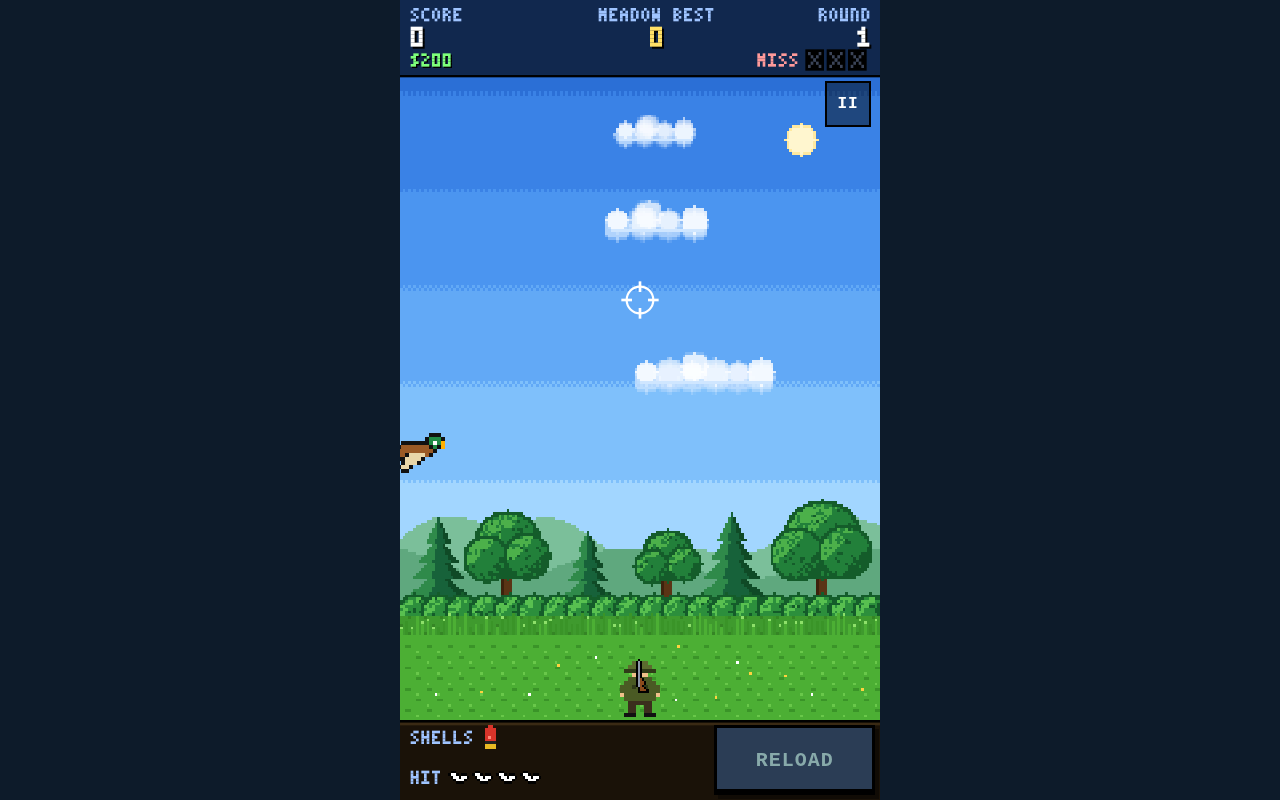 SCORE MEADOW BEST ROUND
0 0 1
$200 MISS X X X
II
SHELLS
HIT
RELOAD